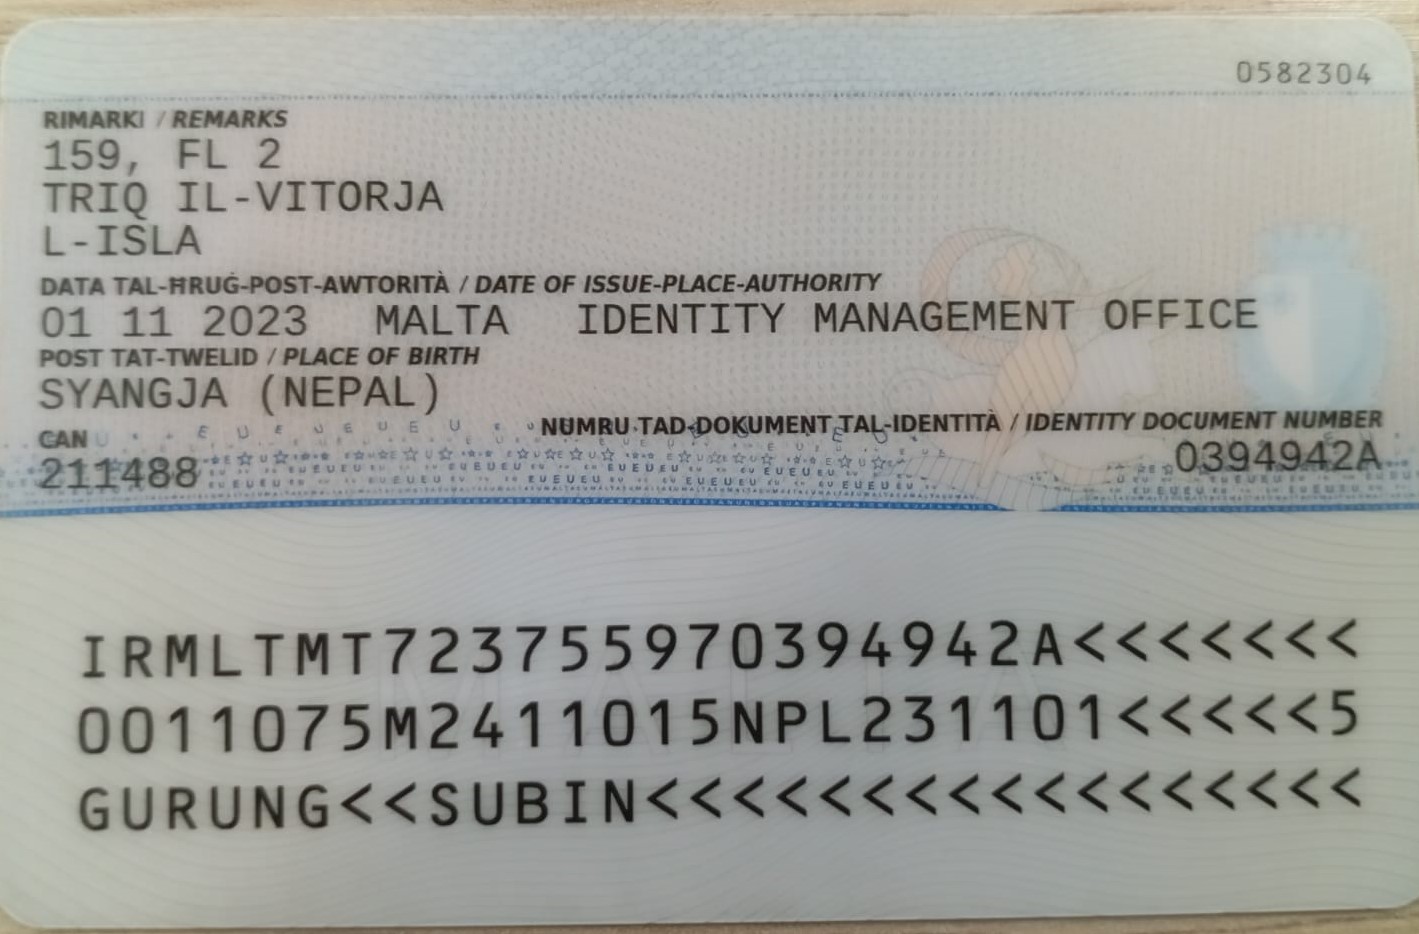 0582304
RIMARKI / REMARKS
159, FL 2
TRIQ IL-VITORJA
L-ISLA
DATA TAL-ĦRUĠ-POST-AWTORITÀ / DATE OF ISSUE-PLACE-AUTHORITY
01 11 2023 MALTA IDENTITY MANAGEMENT OFFICE
POST TAT-TWELID / PLACE OF BIRTH
SYANGJA (NEPAL)
NUMRU TAD-DOKUMENT TAL-IDENTITÀ / IDENTITY DOCUMENT NUMBER
CAN
0394942A
211488
IRMLTMT723755970394942A<<<<<<<
0011075M2411015NPL231101<<<<<5
GURUNG<<SUBIN<<<<<<<<<<<<<<<<<